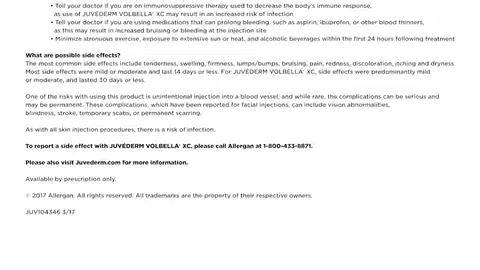 • Tell your doctor if you are on immunosuppressive therapy used to decrease the body's immune response,
as use of JUVÉDERM VOLBELLA® XC may result in an increased risk of infection
• Tell your doctor if you are using medications that can prolong bleeding, such as aspirin, ibuprofen, or other blood thinners,
as this may result in increased bruising or bleeding at the injection site
• Minimize strenuous exercise, exposure to extensive sun or heat, and alcoholic beverages within the first 24 hours following treatment
What are possible side effects?
The most common side effects include tenderness, swelling, firmness, lumps/bumps, bruising, pain, redness, discoloration, itching and dryness
Most side effects were mild or moderate and last 14 days or less. For JUVÉDERM VOLBELLA® XC, side effects were predominantly mild
or moderate, and lasted 30 days or less.
One of the risks with using this product is unintentional injection into a blood vessel, and while rare, the complications can be serious and
may be permanent. These complications, which have been reported for facial injections, can include vision abnormalities,
blindness, stroke, temporary scabs, or permanent scarring.
As with all skin injection procedures, there is a risk of infection.
To report a side effect with JUVÉDERM VOLBELLA® XC, please call Allergan at 1-800-433-8871.
Please also visit Juvederm.com for more information.
Available by prescription only.
© 2017 Allergan. All rights reserved. All trademarks are the property of their respective owners.
JUV104346 3/17